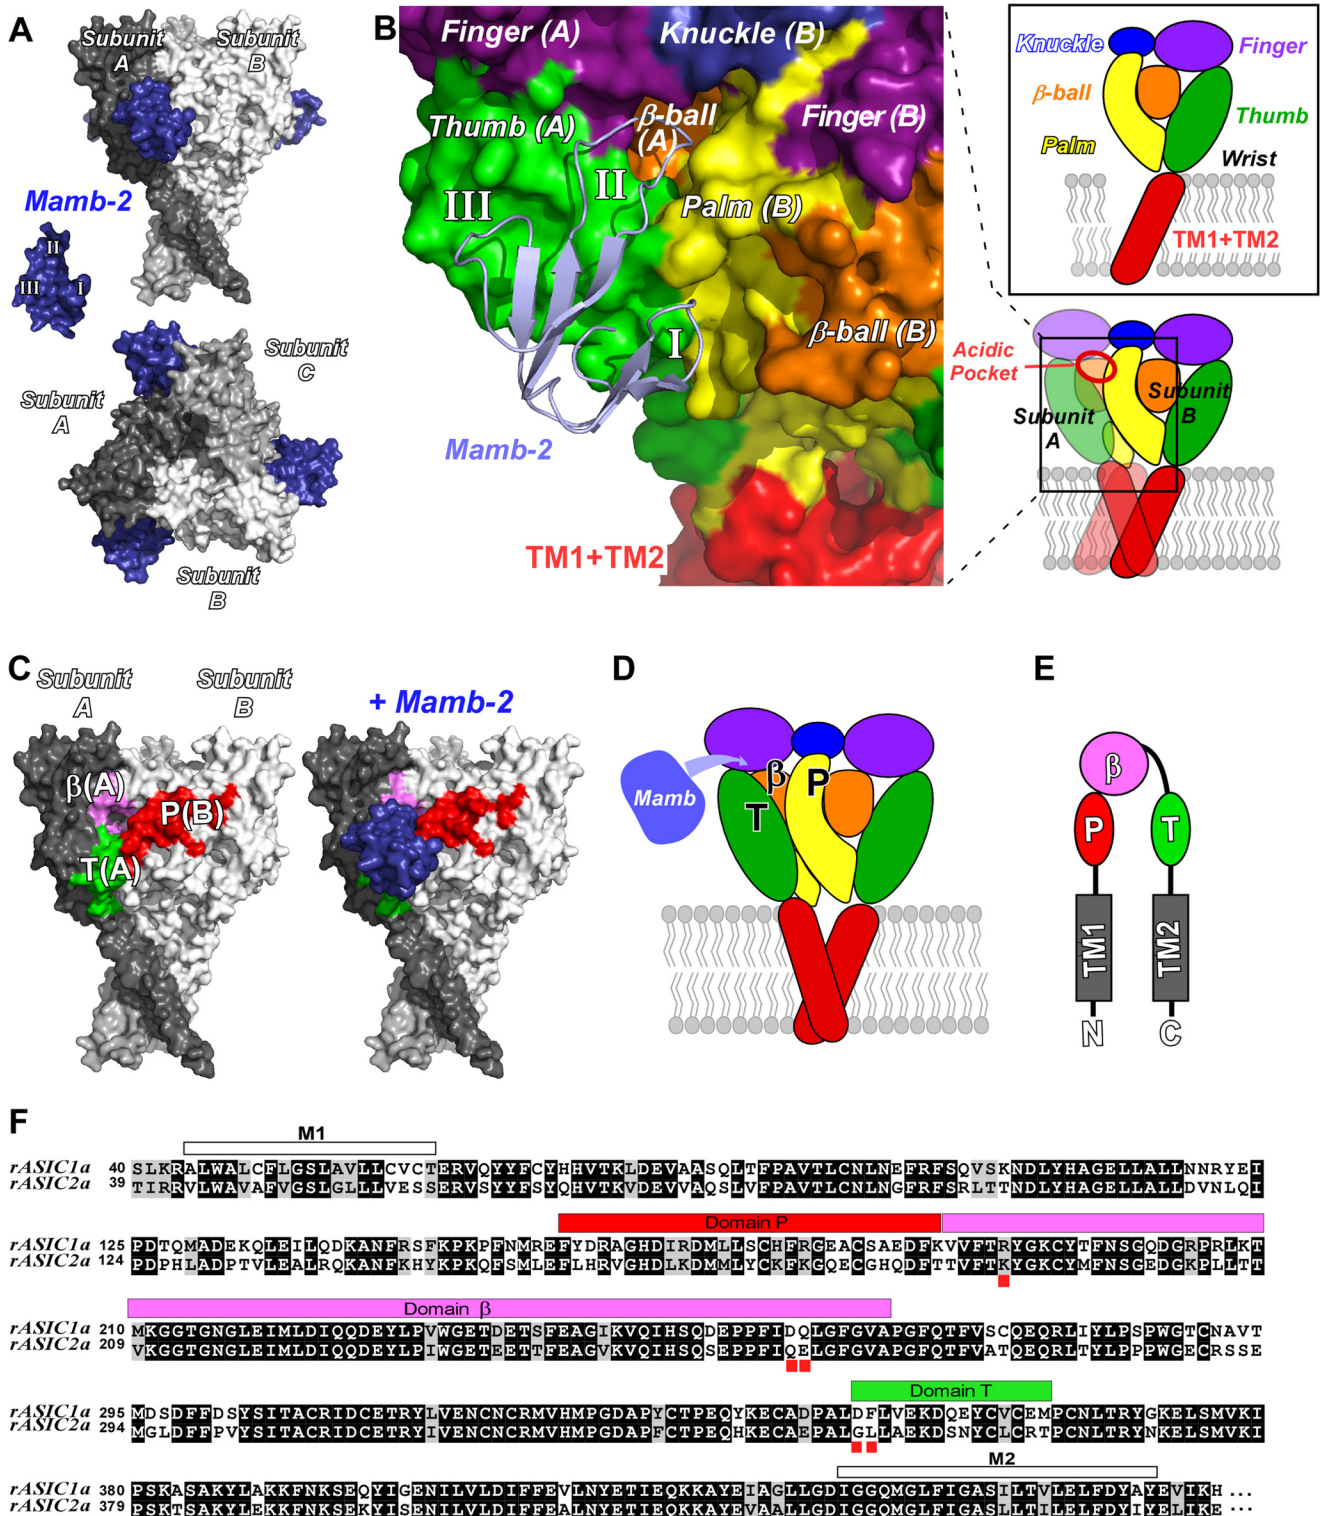 A
Subunit
A
Subunit
B
Mamb-2
II
III
I
Subunit
C
Subunit
A
Subunit
B
B
Finger (A)
Knuckle (B)
Thumb (A)
β-ball
(A)
Finger (B)
III
II
Palm (B)
β-ball (B)
I
Mamb-2
TM1+TM2
Knuckle
Finger
β-ball
Thumb
Palm
Wrist
TM1+TM2
Acidic
Pocket
Subunit
A
Subunit
B
C
Subunit
A
Subunit
B
+ Mamb-2
β(A)
P(B)
T(A)
D
Mamb
β
P
T
E
β
P
T
TM1
TM2
N
C
F
M1
rASIC1a 40 SLKRALWALCFLGSLAVLLCVCTERVQYYFCYHHVTKLDEVAASQLTFPAVTLCNLNEFRFSQVSKNDLYHAGELLALLNNRYEI
rASIC2a 39 TIRRVLWAVAFVGSLGLLLVESSERVSYYFSYQHVTKVDEVVAQSLVFPAVTLCNLNGFRFSRLTTNDLYHAGELLALLDVNLQI
Domain P
rASIC1a 125 PDTQMADEKQLEILQDKANFRSFKPKPFNMREFYDRAGHDIRDMLLSCHFRGEACSAEDFKVVFTRYGKCYTFNSGQDGRPRLKT
rASIC2a 124 PDPHLADPTVLEALRQKANFKHYKPKQFSMLEFLHRVGHDLKDMMLYCKFKGQECGHQDFTTVFTKYGKCYMFNSGEDGKPLLTT
Domain β
rASIC1a 210 MKGGTGNGLEIMLDIQQDEYLPVWGETDETSFEAGIKVQIHSQDEPPFIDQLGFGVAPGFQTFVSCQEQRLIYLPSPWGTCNAVT
rASIC2a 209 VKGGTGNGLEIMLDIQQDEYLPIWGETEETTFEAGVKVQIHSQSEPPFIQELGFGVAPGFQTFVATQEQRLTYLPPPWGECRSSE
Domain T
rASIC1a 295 MDSDFFDSYSITACRIDCETRYLVENCNCRMVHMPGDAPYCTPEQYKECADPALDFLVEKDQEYCVCEMPCNLTRYGKELSMVKI
rASIC2a 294 MGLDFFPVYSITACRIDCETRYIVENCNCRMVHMPGDAPFCTPEQHKECAEPALGLLAEKDSNYCLCRTPCNLTRYNKELSMVKI
M2
rASIC1a 380 PSKASAKYLAKKFNKSEQYIGENILVLDIFFEVLNYETIEQKKAYEIAGLLGDIGGQMGLFIGASILTVLELFDYAYEVIKH ...
rASIC2a 379 PSKTSAKYLEKKFNKSEKYISENILVLDIFFEALNYETIEQKKAYEVAALLGDIGGQMGLFIGASLLTILELFDYIYELIKE ...